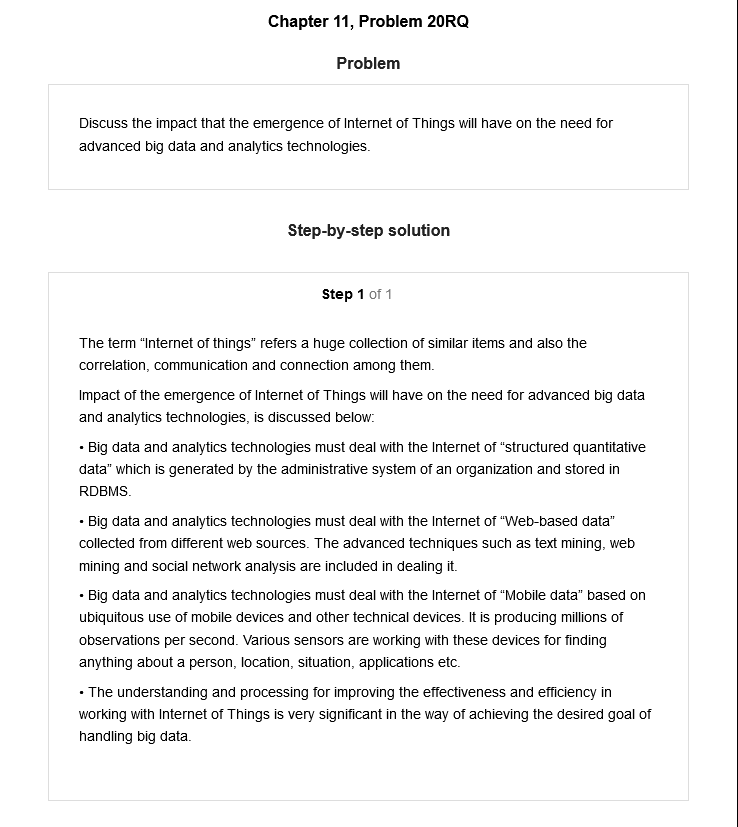 Chapter 11, Problem 20RQ
Problem
Discuss the impact that the emergence of Internet of Things will have on the need for
advanced big data and analytics technologies.
Step-by-step solution
Step 1 of 1
The term “Internet of things” refers a huge collection of similar items and also the
correlation, communication and connection among them.
Impact of the emergence of Internet of Things will have on the need for advanced big data
and analytics technologies, is discussed below:
• Big data and analytics technologies must deal with the Internet of “structured quantitative
data” which is generated by the administrative system of an organization and stored in
RDBMS.
• Big data and analytics technologies must deal with the Internet of “Web-based data”
collected from different web sources. The advanced techniques such as text mining, web
mining and social network analysis are included in dealing it.
• Big data and analytics technologies must deal with the Internet of “Mobile data” based on
ubiquitous use of mobile devices and other technical devices. It is producing millions of
observations per second. Various sensors are working with these devices for finding
anything about a person, location, situation, applications etc.
• The understanding and processing for improving the effectiveness and efficiency in
working with Internet of Things is very significant in the way of achieving the desired goal of
handling big data.